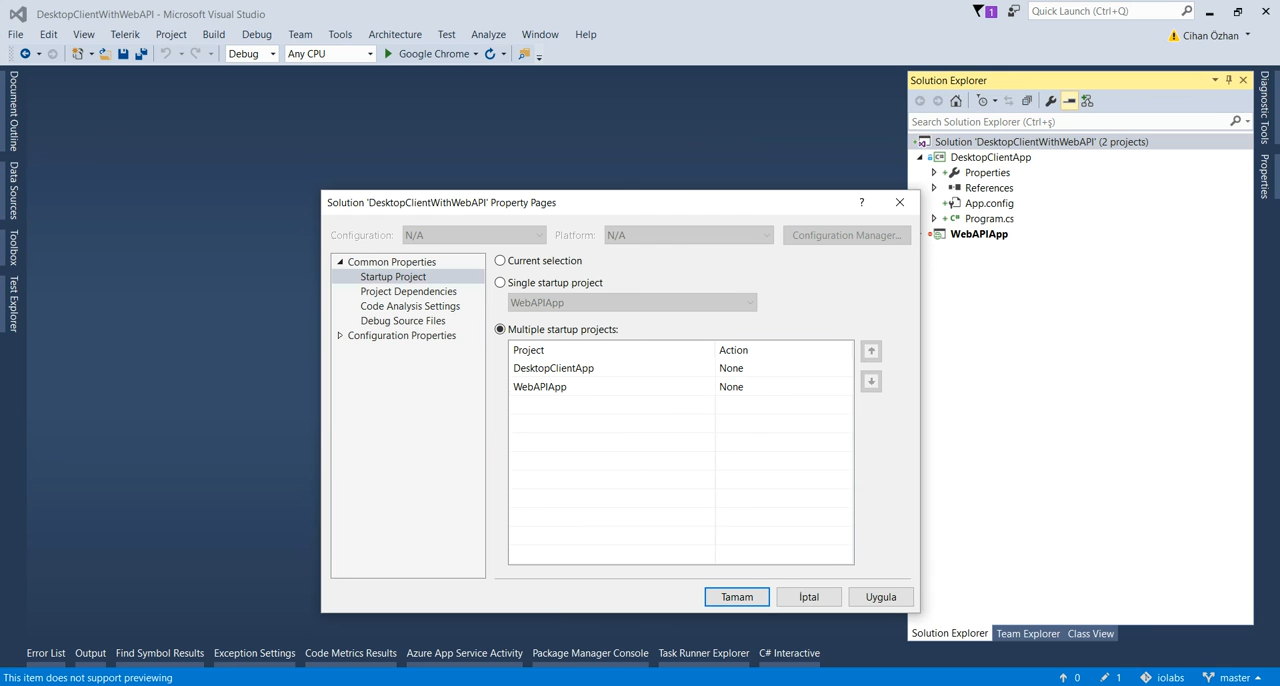 DesktopClientWithWebAPI - Microsoft Visual Studio
1
Quick Launch (Ctrl+Q)
File Edit View Telerik Project Build Debug Team Tools Architecture Test Analyze Window Help
Cihan Özhan
Debug Any CPU Google Chrome
Document Outline
Data Sources
Toolbox
Test Explorer
Solution Explorer
Search Solution Explorer (Ctrl+ş)
Solution 'DesktopClientWithWebAPI' (2 projects)
DesktopClientApp
Properties
References
App.config
Program.cs
WebAPIApp
Diagnostic Tools
Properties
Solution 'DesktopClientWithWebAPI' Property Pages
Configuration: N/A Platform: N/A Configuration Manager...
Common Properties
Startup Project
Project Dependencies
Code Analysis Settings
Debug Source Files
Configuration Properties
Current selection
Single startup project
WebAPIApp
Multiple startup projects:
Project Action
DesktopClientApp None
WebAPIApp None
Tamam İptal Uygula
Solution Explorer Team Explorer Class View
Error List Output Find Symbol Results Exception Settings Code Metrics Results Azure App Service Activity Package Manager Console Task Runner Explorer C# Interactive
This item does not support previewing
0 1 iolabs master